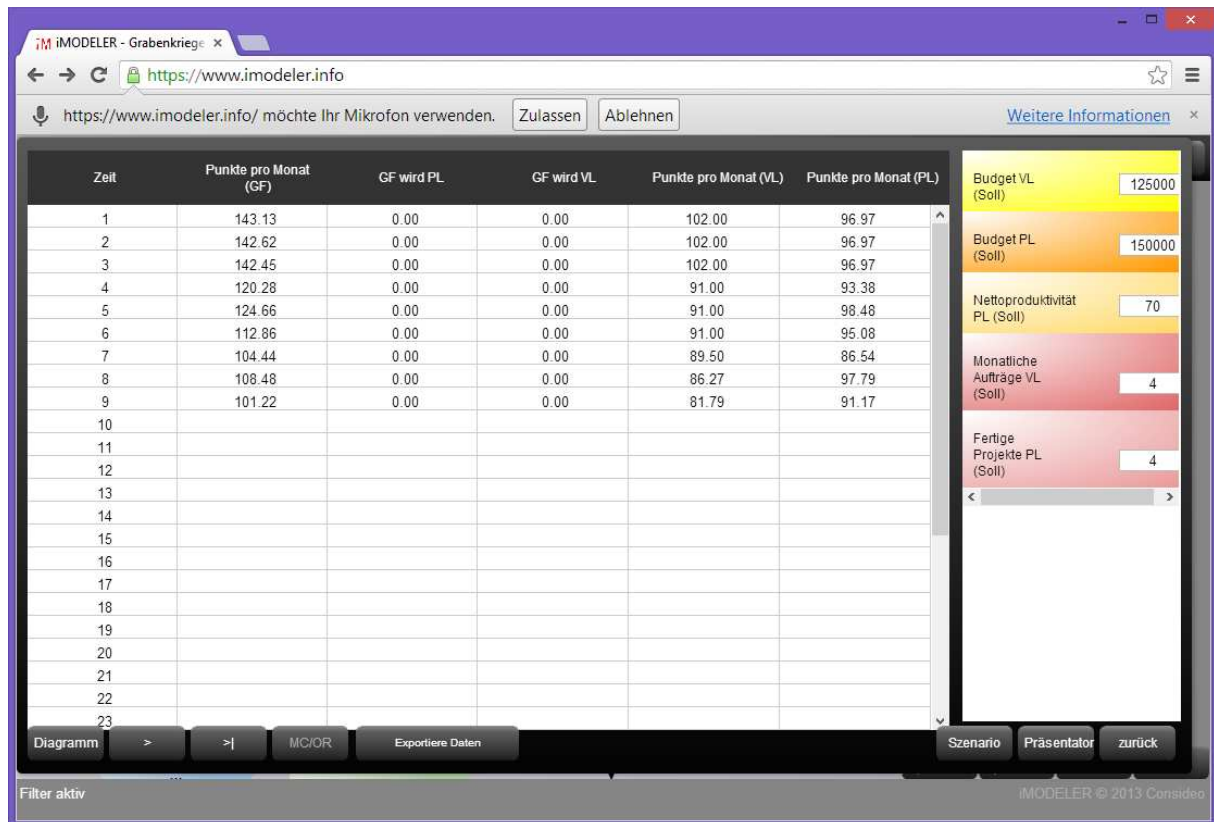 iMODELER - Grabenkriege
https://www.imodeler.info
https://www.imodeler.info/ möchte Ihr Mikrofon verwenden. Zulassen Ablehnen Weitere Informationen
Zeit Punkte pro Monat (GF) GF wird PL GF wird VL Punkte pro Monat (VL) Punkte pro Monat (PL)
1 143.13 0.00 0.00 102.00 96.97
2 142.62 0.00 0.00 102.00 96.97
3 142.45 0.00 0.00 102.00 96.97
4 120.28 0.00 0.00 91.00 93.38
5 124.66 0.00 0.00 91.00 98.48
6 112.86 0.00 0.00 91.00 95.08
7 104.44 0.00 0.00 89.50 86.54
8 108.48 0.00 0.00 86.27 97.79
9 101.22 0.00 0.00 81.79 91.17
10
11
12
13
14
15
16
17
18
19
20
21
22
23
Budget VL
(Soll) 125000
Budget PL
(Soll) 150000
Nettoproduktivität
PL (Soll) 70
Monatliche
Aufträge VL
(Soll) 4
Fertige
Projekte PL
(Soll) 4
Diagramm > >| MC/OR Exportiere Daten Szenario Präsentator zurück
Filter aktiv iMODELER © 2013 Consideo